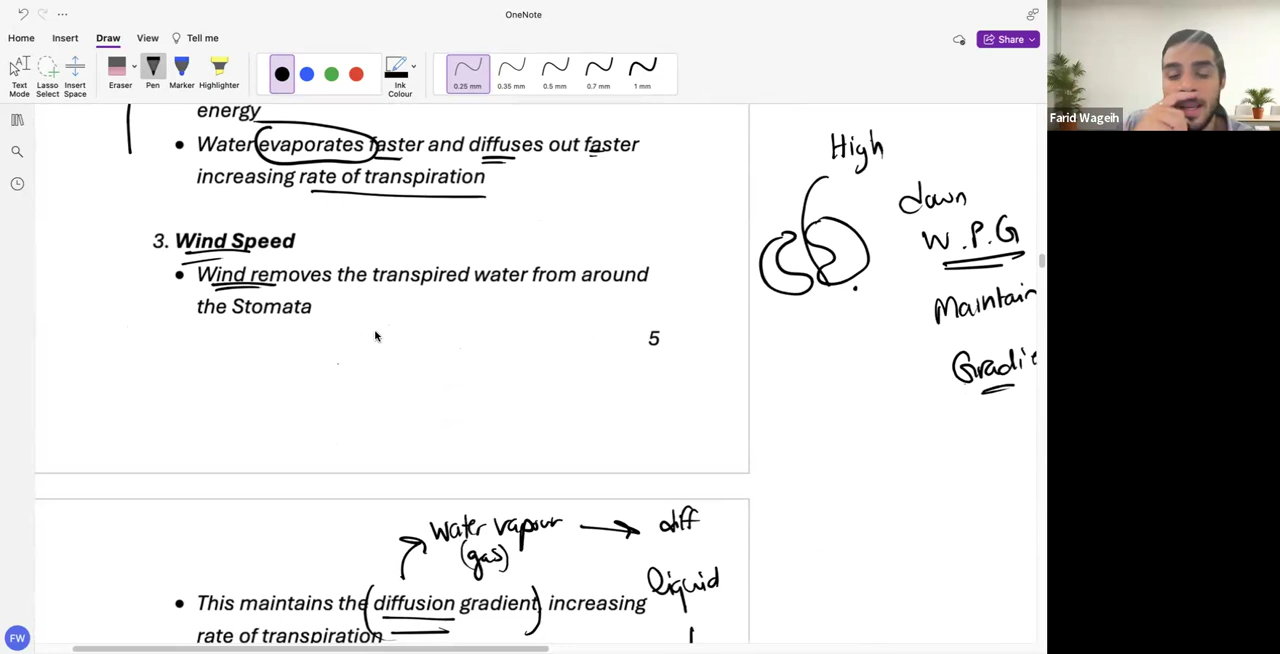 OneNote
Home Insert Draw View Tell me
Share
Text Mode
Lasso Select
Insert Space
Eraser
Pen
Marker
Highlighter
Ink Colour
0.25 mm
0.35 mm
0.5 mm
0.7 mm
1 mm
Farid Wageih
energy
• Water evaporates faster and diffuses out faster
increasing rate of transpiration
3. Wind Speed
• Wind removes the transpired water from around
the Stomata
5
High
down
W.P.G
Maintain
Gradie
Water vapour → diff
(gas)
liquid
• This maintains the (diffusion gradient) increasing
rate of transpiration
FW